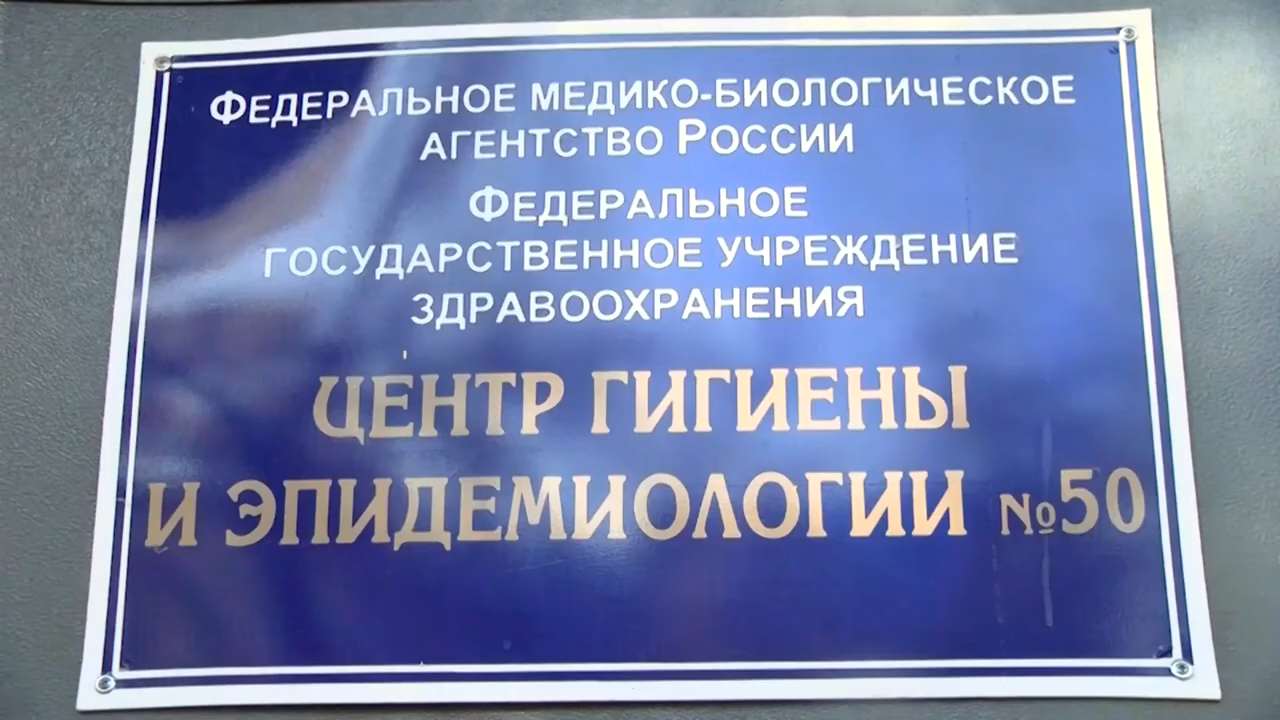 ФЕДЕРАЛЬНОЕ МЕДИКО-БИОЛОГИЧЕСКОЕ
АГЕНТСТВО РОССИИ
ФЕДЕРАЛЬНОЕ
ГОСУДАРСТВЕННОЕ УЧРЕЖДЕНИЕ
ЗДРАВООХРАНЕНИЯ
ЦЕНТР ГИГИЕНЫ
И ЭПИДЕМИОЛОГИИ №50